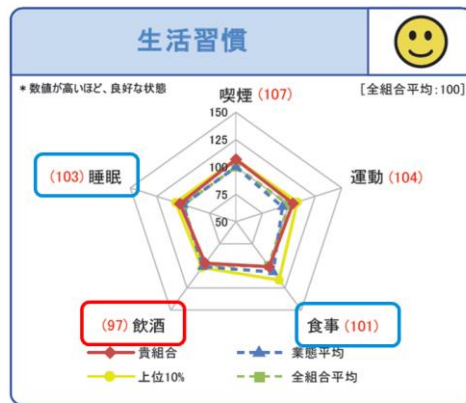 生活習慣
* 数値が高いほど、良好な状態
[全組合平均:100]
喫煙 (107)
150
125
100
75
50
(103) 睡眠
運動 (104)
(97) 飲酒
食事 (101)
貴組合
業態平均
上位10%
全組合平均